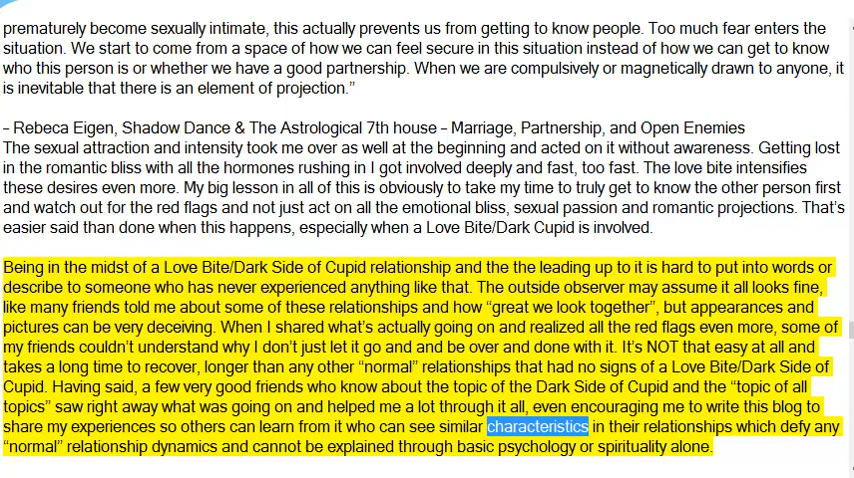 prematurely become sexually intimate, this actually prevents us from getting to know people. Too much fear enters the
situation. We start to come from a space of how we can feel secure in this situation instead of how we can get to know
who this person is or whether we have a good partnership. When we are compulsively or magnetically drawn to anyone, it
is inevitable that there is an element of projection.”
– Rebeca Eigen, Shadow Dance & The Astrological 7th house – Marriage, Partnership, and Open Enemies
The sexual attraction and intensity took me over as well at the beginning and acted on it without awareness. Getting lost
in the romantic bliss with all the hormones rushing in I got involved deeply and fast, too fast. The love bite intensifies
these desires even more. My big lesson in all of this is obviously to take my time to truly get to know the other person first
and watch out for the red flags and not just act on all the emotional bliss, sexual passion and romantic projections. That’s
easier said than done when this happens, especially when a Love Bite/Dark Cupid is involved.
Being in the midst of a Love Bite/Dark Side of Cupid relationship and the the leading up to it is hard to put into words or
describe to someone who has never experienced anything like that. The outside observer may assume it all looks fine,
like many friends told me about some of these relationships and how “great we look together”, but appearances and
pictures can be very deceiving. When I shared what’s actually going on and realized all the red flags even more, some of
my friends couldn’t understand why I don’t just let it go and and be over and done with it. It’s NOT that easy at all and
takes a long time to recover, longer than any other “normal” relationships that had no signs of a Love Bite/Dark Side of
Cupid. Having said, a few very good friends who know about the topic of the Dark Side of Cupid and the “topic of all
topics” saw right away what was going on and helped me a lot through it all, even encouraging me to write this blog to
share my experiences so others can learn from it who can see similar characteristics in their relationships which defy any
“normal” relationship dynamics and cannot be explained through basic psychology or spirituality alone.